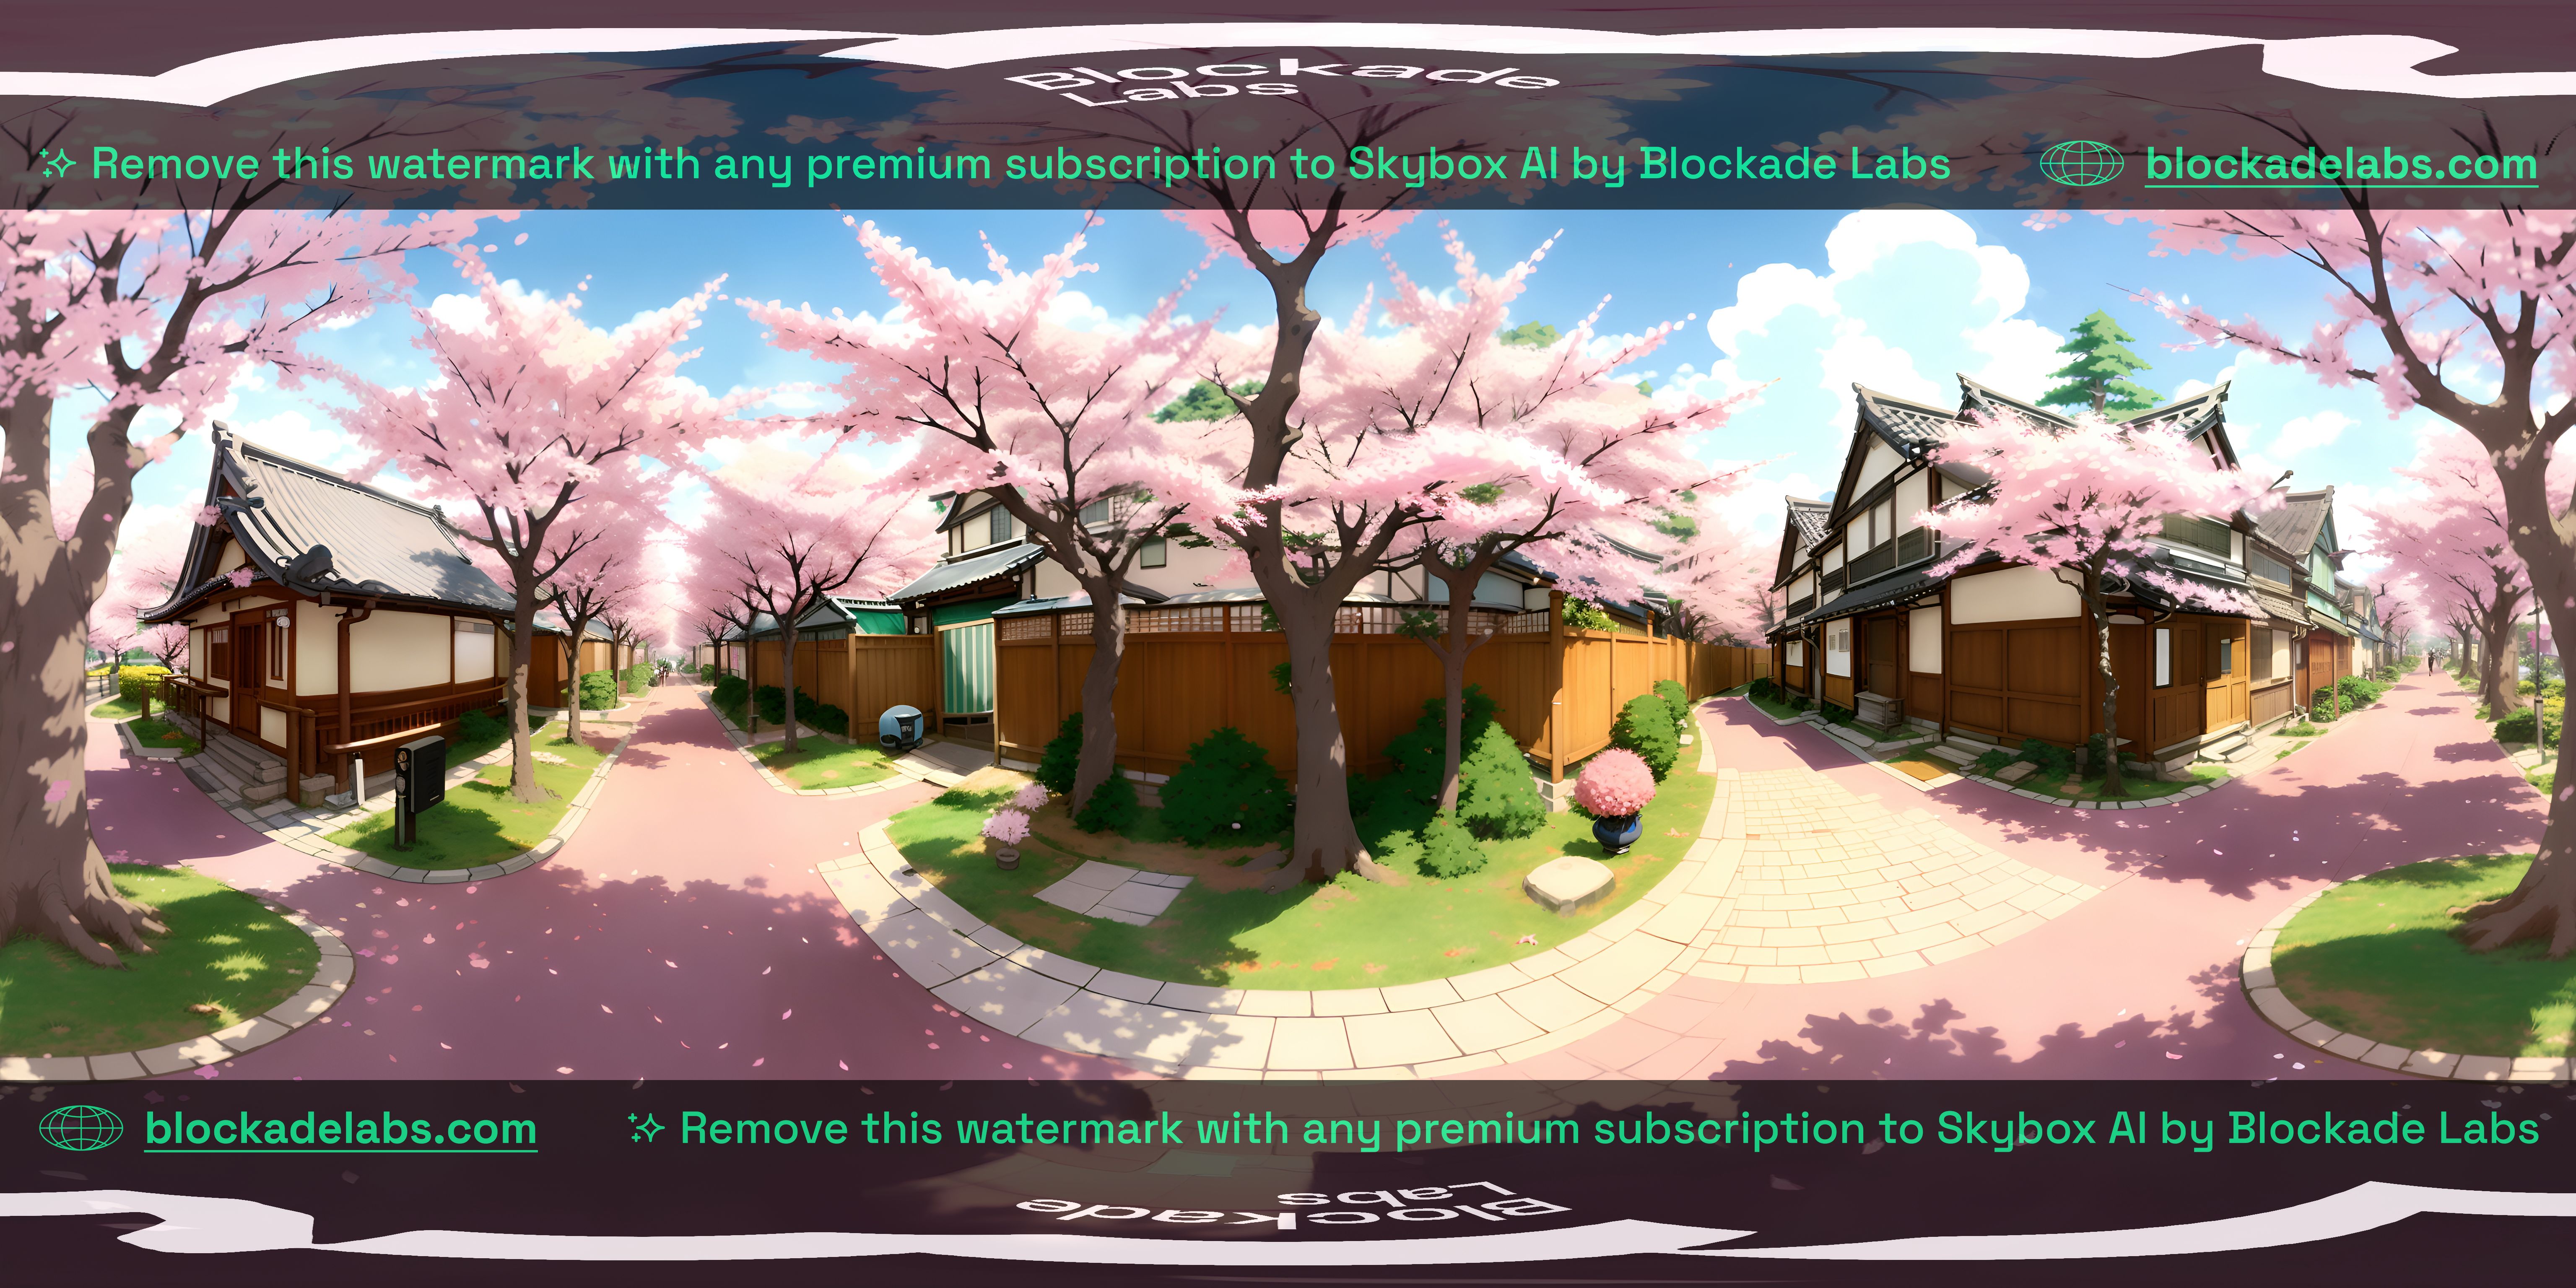 Blockade
Labs
Remove this watermark with any premium subscription to Skybox AI by Blockade Labs
blockadelabs.com
blockadelabs.com
Remove this watermark with any premium subscription to Skybox AI by Blockade Labs
Labs
Blockade